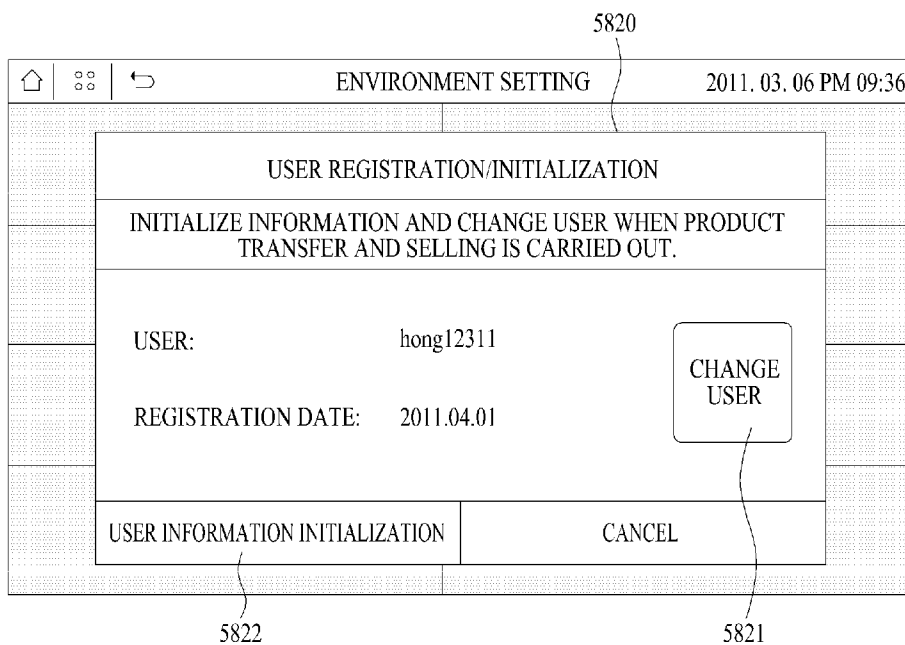 5820
ENVIRONMENT SETTING 2011. 03. 06 PM 09:36
USER REGISTRATION/INITIALIZATION
INITIALIZE INFORMATION AND CHANGE USER WHEN PRODUCT
TRANSFER AND SELLING IS CARRIED OUT.
USER: hong12311
CHANGE
USER
REGISTRATION DATE: 2011.04.01
USER INFORMATION INITIALIZATION CANCEL
5822 5821